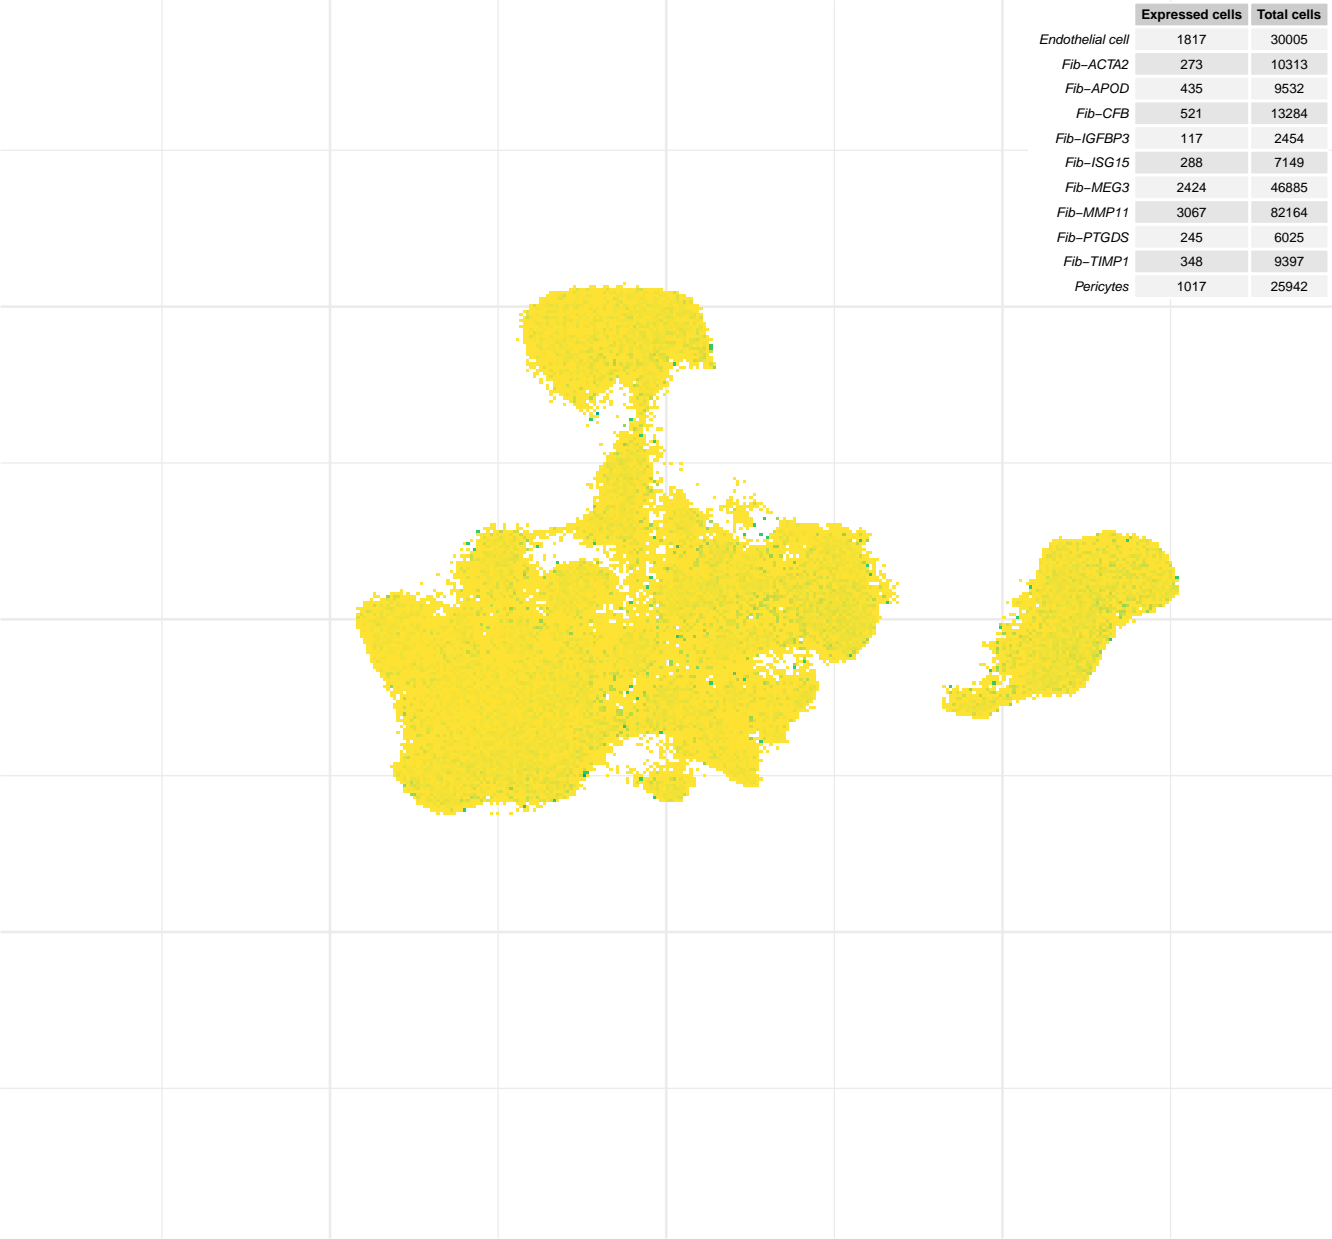 Expressed cells Total cells
Endothelial cell 1817 30005
Fib−ACTA2 273 10313
Fib−APOD 435 9532
Fib−CFB 521 13284
Fib−IGFBP3 117 2454
Fib−ISG15 288 7149
Fib−MEG3 2424 46885
Fib−MMP11 3067 82164
Fib−PTGDS 245 6025
Fib−TIMP1 348 9397
Pericytes 1017 25942